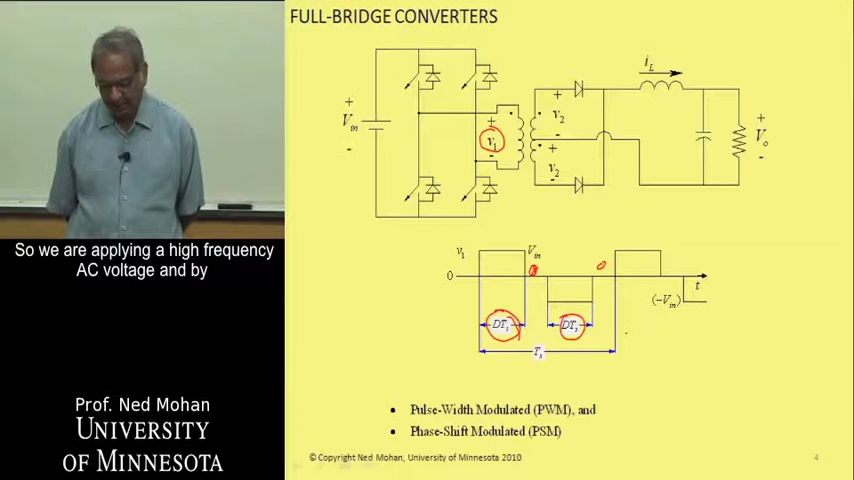 FULL-BRIDGE CONVERTERS
iL
+
Vin
-
+
v1
-
+
v2
-
+
v2
-
+
Vo
-
v1
Vin
0
0
0
t
(−Vin)
DTs
DTs
Ts
• Pulse-Width Modulated (PWM), and
• Phase-Shift Modulated (PSM)
© Copyright Ned Mohan, University of Minnesota 2010
4
So we are applying a high frequency
AC voltage and by
Prof. Ned Mohan
UNIVERSITY
OF MINNESOTA